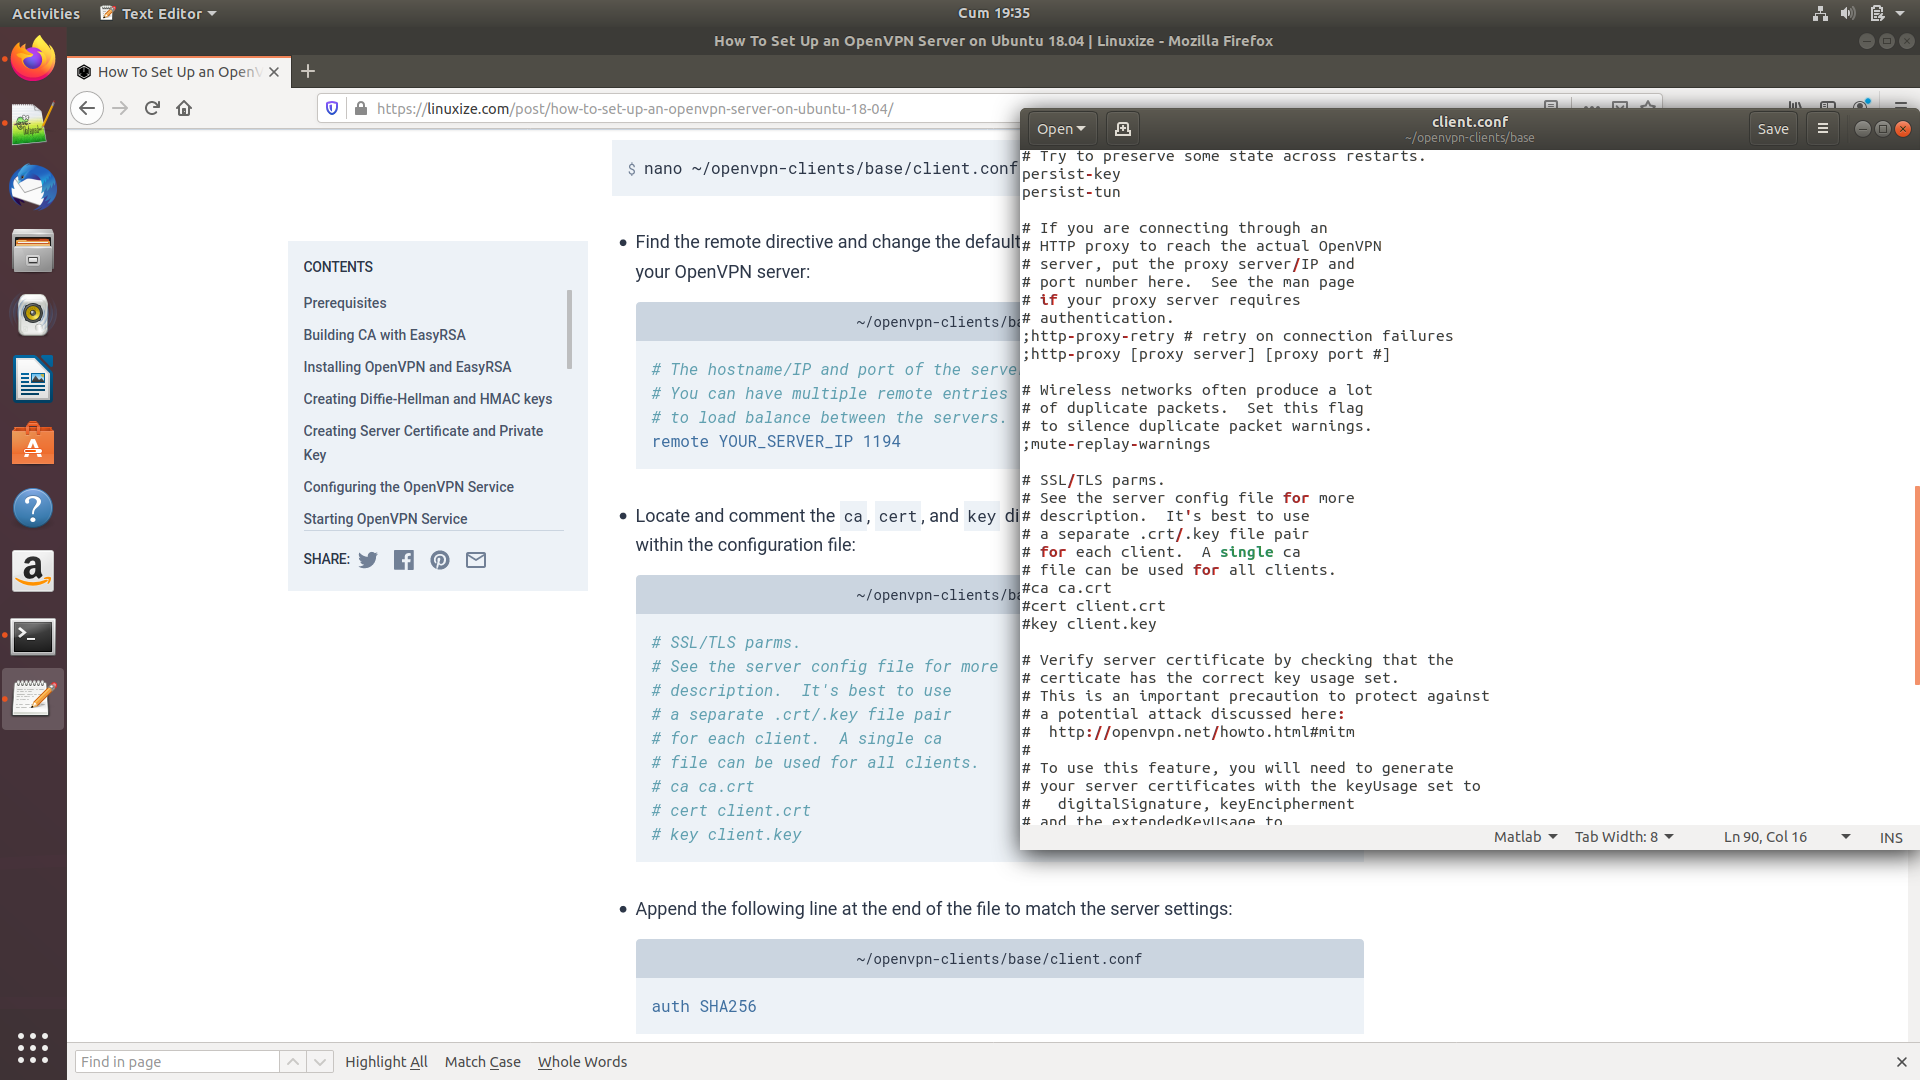 Activities
Text Editor
Cum 19:35
How To Set Up an OpenVPN Server on Ubuntu 18.04 | Linuxize - Mozilla Firefox
How To Set Up an OpenV
https://linuxize.com/post/how-to-set-up-an-openvpn-server-on-ubuntu-18-04/
$ nano ~/openvpn-clients/base/client.conf
CONTENTS
Prerequisites
Building CA with EasyRSA
Installing OpenVPN and EasyRSA
Creating Diffie-Hellman and HMAC keys
Creating Server Certificate and Private
Key
Configuring the OpenVPN Service
Starting OpenVPN Service
SHARE:
• Find the remote directive and change the default
your OpenVPN server:
~/openvpn-clients/ba
# The hostname/IP and port of the serve
# You can have multiple remote entries
# to load balance between the servers.
remote YOUR_SERVER_IP 1194
• Locate and comment the ca, cert, and key di
within the configuration file:
~/openvpn-clients/ba
# SSL/TLS parms.
# See the server config file for more
# description.  It's best to use
# a separate .crt/.key file pair
# for each client.  A single ca
# file can be used for all clients.
# ca ca.crt
# cert client.crt
# key client.key
• Append the following line at the end of the file to match the server settings:
~/openvpn-clients/base/client.conf
auth SHA256
Open
client.conf
~/openvpn-clients/base
Save
# Try to preserve some state across restarts.
persist-key
persist-tun
# If you are connecting through an
# HTTP proxy to reach the actual OpenVPN
# server, put the proxy server/IP and
# port number here.  See the man page
# if your proxy server requires
# authentication.
;http-proxy-retry # retry on connection failures
;http-proxy [proxy server] [proxy port #]
# Wireless networks often produce a lot
# of duplicate packets.  Set this flag
# to silence duplicate packet warnings.
;mute-replay-warnings
# SSL/TLS parms.
# See the server config file for more
# description.  It's best to use
# a separate .crt/.key file pair
# for each client.  A single ca
# file can be used for all clients.
#ca ca.crt
#cert client.crt
#key client.key
# Verify server certificate by checking that the
# certicate has the correct key usage set.
# This is an important precaution to protect against
# a potential attack discussed here:
#  http://openvpn.net/howto.html#mitm
#
# To use this feature, you will need to generate
# your server certificates with the keyUsage set to
#   digitalSignature, keyEncipherment
# and the extendedKeyUsage to
Matlab
Tab Width: 8
Ln 90, Col 16
INS
Find in page
Highlight All
Match Case
Whole Words